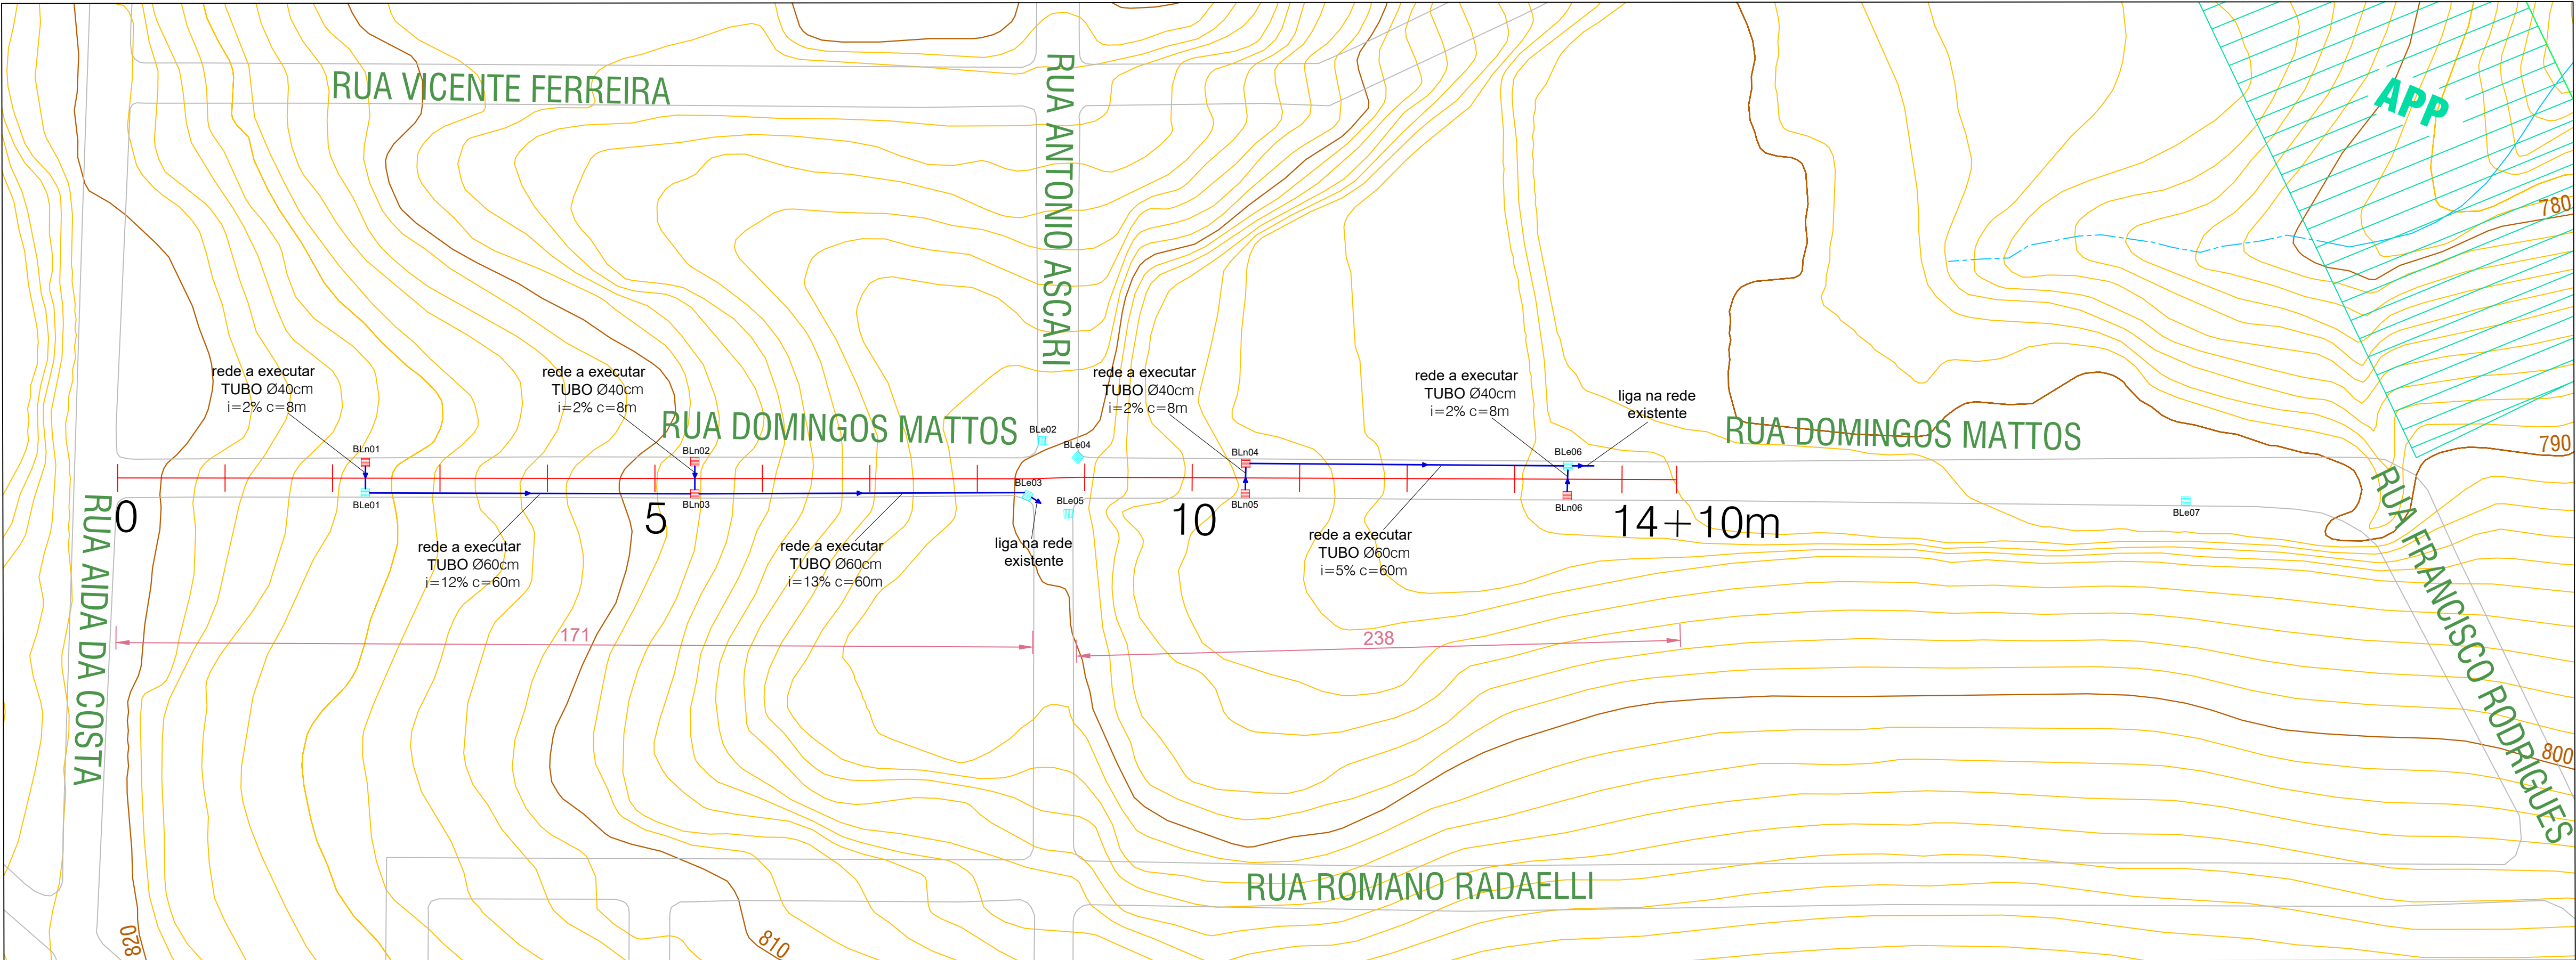 RUA VICENTE FERREIRA
RUA ANTONIO ASCARI
APP
780
rede a executar
TUBO Ø40cm
i=2% c=8m
rede a executar
TUBO Ø40cm
i=2% c=8m
rede a executar
TUBO Ø40cm
i=2% c=8m
rede a executar
TUBO Ø40cm
i=2% c=8m
liga na rede
existente
RUA DOMINGOS MATTOS
RUA DOMINGOS MATTOS
790
BLn01
BLn02
BLe02
BLe04
BLn04
BLe06
BLe01
BLn03
BLe03
BLe05
BLn05
BLn06
BLe07
0
5
10
14+10m
RUA AIDA DA COSTA
RUA FRANCISCO RODRIGUES
rede a executar
TUBO Ø60cm
i=12% c=60m
rede a executar
TUBO Ø60cm
i=13% c=60m
liga na rede
existente
rede a executar
TUBO Ø60cm
i=5% c=60m
171
238
800
RUA ROMANO RADAELLI
820
810